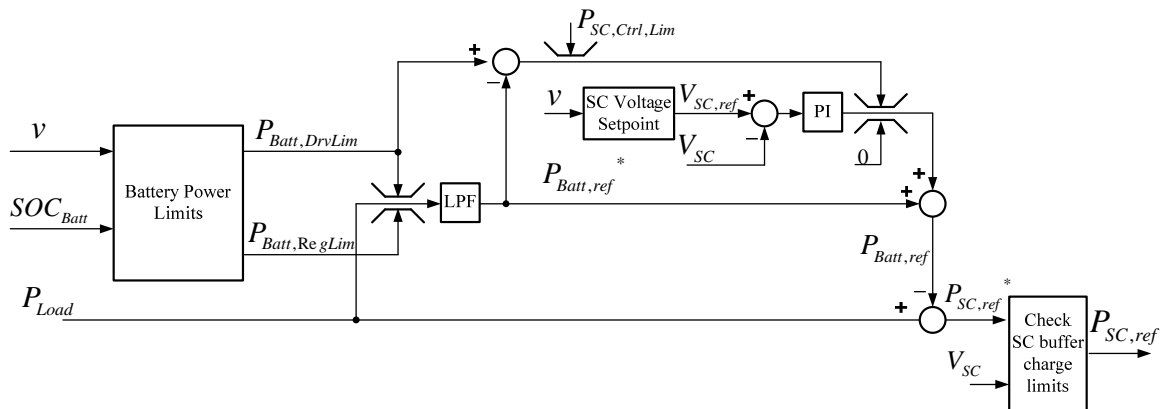 P_{SC,Ctrl,Lim}
+
−
v
SC Voltage
Setpoint
V_{SC,ref}
+
−
V_{SC}
PI
0
v
SOC_{Batt}
Battery Power
Limits
P_{Batt,DrvLim}
P_{Batt,RegLim}
LPF
P_{Batt,ref}^{*}
+
+
P_{Batt,ref}
P_{Load}
+
−
P_{SC,ref}^{*}
V_{SC}
Check
SC buffer
charge
limits
P_{SC,ref}